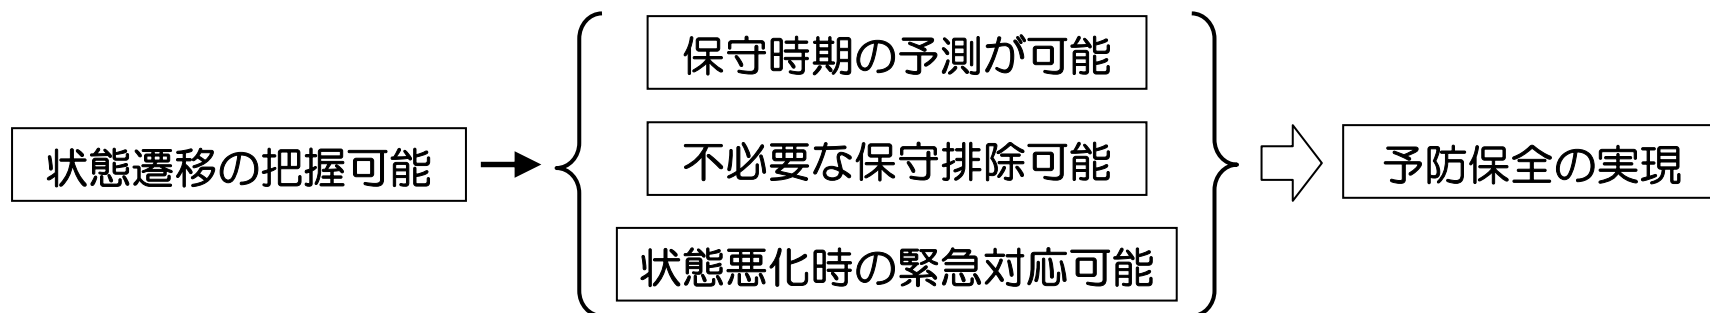 状態遷移の把握可能
保守時期の予測が可能
不必要な保守排除可能
状態悪化時の緊急対応可能
予防保全の実現